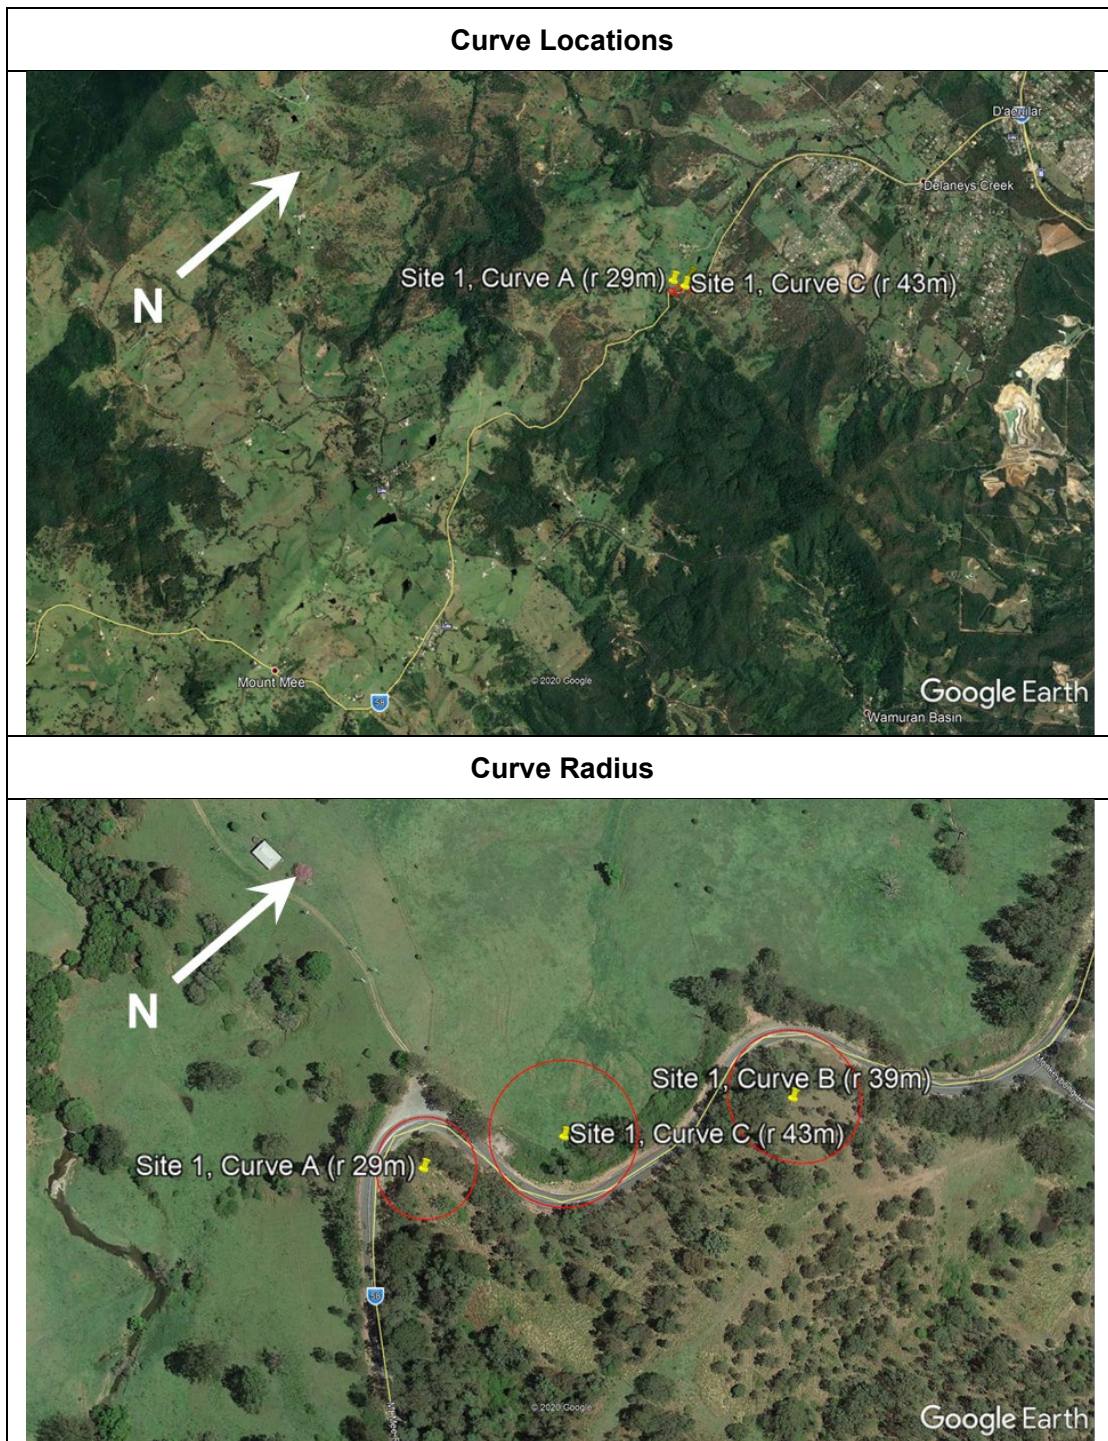 Curve Locations
D'aguilar
Delaneys Creek
Site 1, Curve A (r 29m)
Site 1, Curve C (r 43m)
N
Mount Mee
58
© 2020 Google
Google Earth
Wamuran Basin
Curve Radius
N
Site 1, Curve B (r 39m)
Site 1, Curve C (r 43m)
Site 1, Curve A (r 29m)
58
© 2020 Google
Google Earth